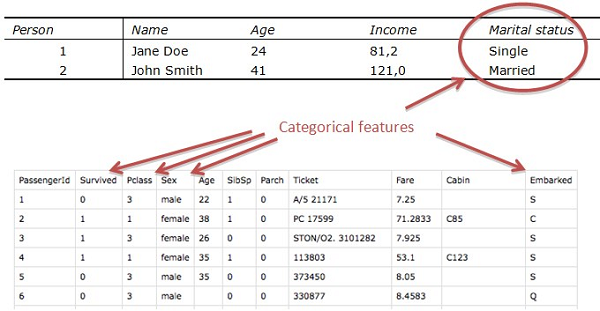 Person Name Age Income Marital status
1 Jane Doe 24 81,2 Single
2 John Smith 41 121,0 Married
Categorical features
PassengerId Survived Pclass Sex Age SibSp Parch Ticket Fare Cabin Embarked
1 0 3 male 22 1 0 A/5 21171 7.25 S
2 1 1 female 38 1 0 PC 17599 71.2833 C85 C
3 1 3 female 26 0 0 STON/O2. 3101282 7.925 S
4 1 1 female 35 1 0 113803 53.1 C123 S
5 0 3 male 35 0 0 373450 8.05 S
6 0 3 male 0 0 330877 8.4583 Q